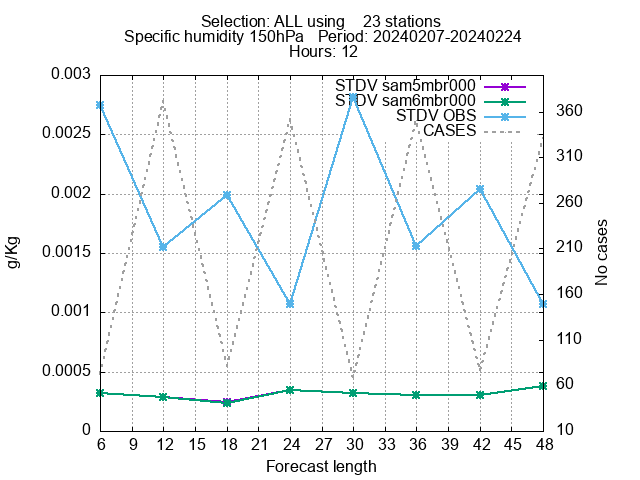 Selection: ALL using    23 stations
Specific humidity 150hPa   Period: 20240207-20240224
Hours: 12
STDV sam5mbr000
STDV sam6mbr000
STDV OBS
CASES
0.003
0.0025
0.002
0.0015
0.001
0.0005
0
g/Kg
360
310
260
210
160
110
60
10
No cases
6 9 12 15 18 21 24 27 30 33 36 39 42 45 48
Forecast length